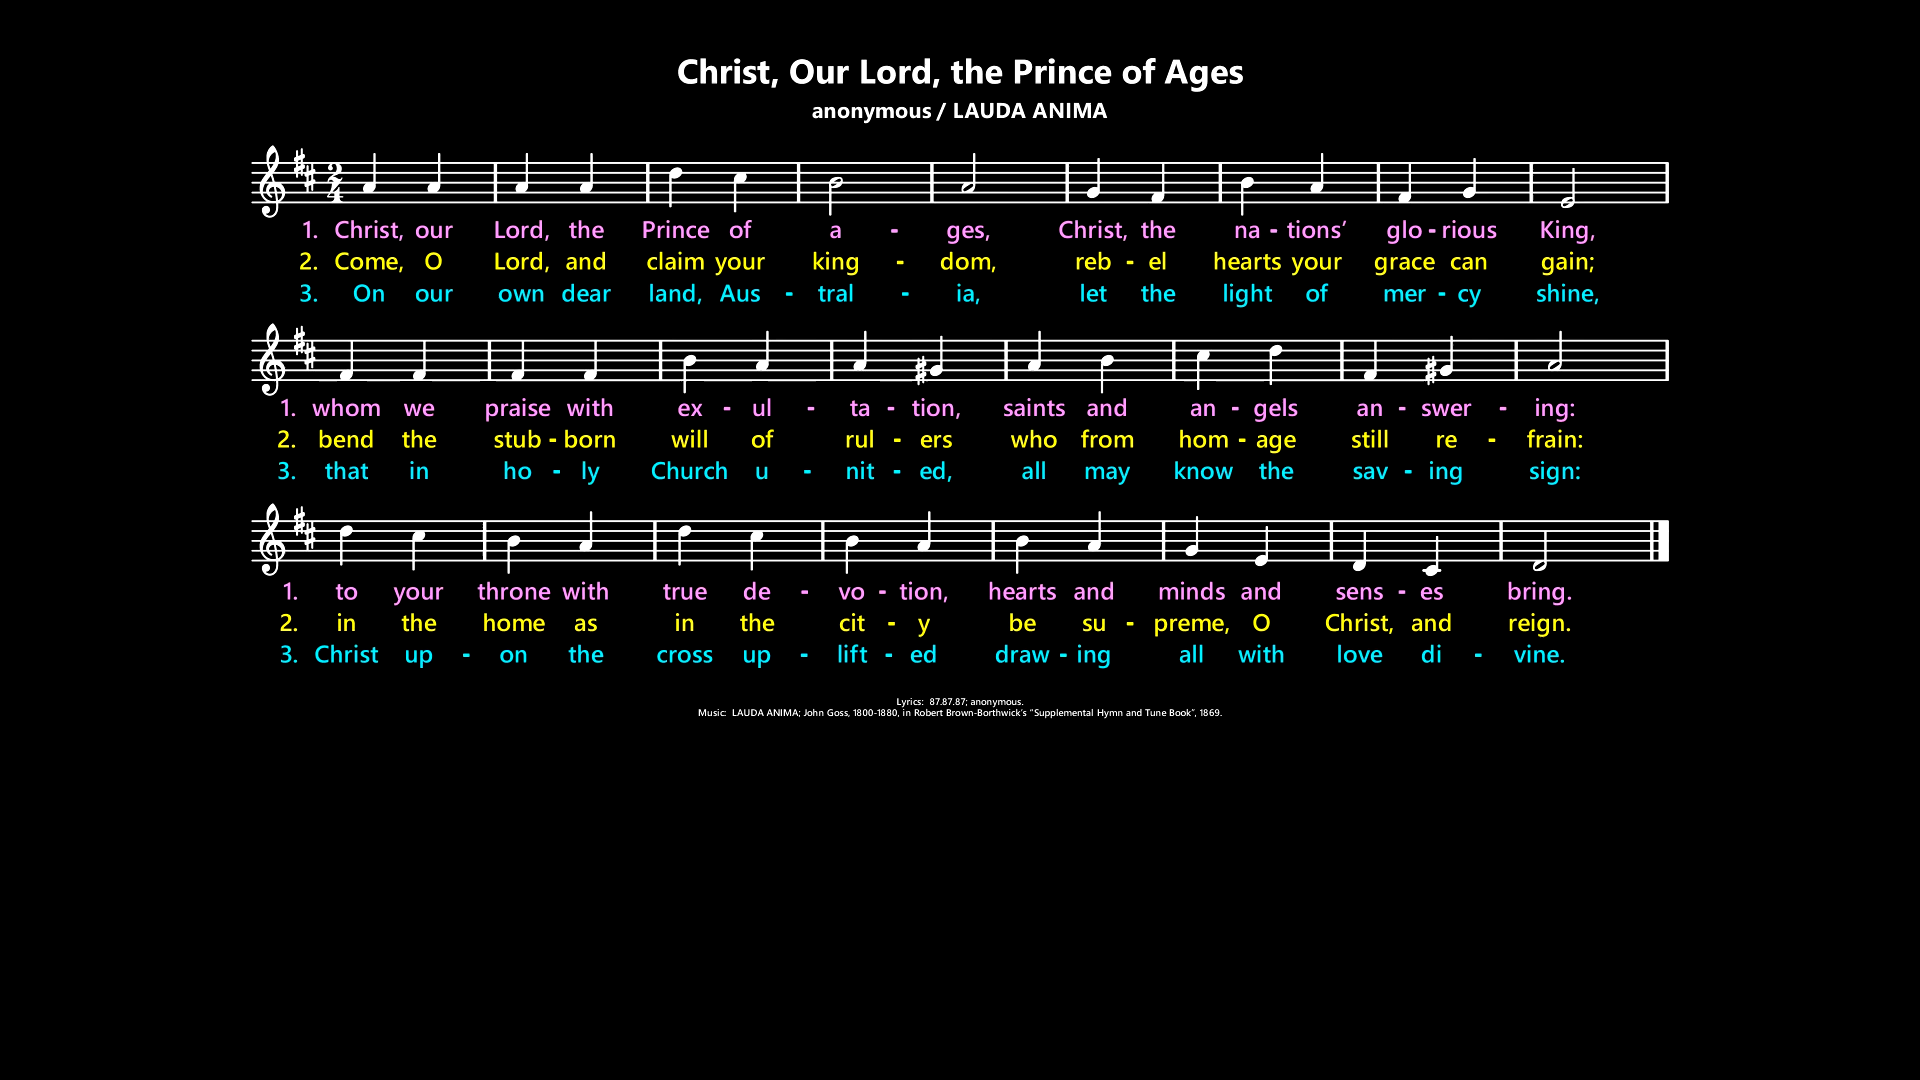 Christ, Our Lord, the Prince of Ages
anonymous / LAUDA ANIMA
2
4
1. Christ, our Lord, the Prince of a - ges, Christ, the na - tions’ glo - rious King,
2. Come, O Lord, and claim your king - dom, reb - el hearts your grace can gain;
3. On our own dear land, Aus - tral - ia, let the light of mer - cy shine,
1. whom we praise with ex - ul - ta - tion, saints and an - gels an - swer - ing:
2. bend the stub - born will of rul - ers who from hom - age still re - frain:
3. that in ho - ly Church u - nit - ed, all may know the sav - ing sign:
1. to your throne with true de - vo - tion, hearts and minds and sens - es bring.
2. in the home as in the cit - y be su - preme, O Christ, and reign.
3. Christ up - on the cross up - lift - ed draw - ing all with love di - vine.
Lyrics: 87.87.87; anonymous.
Music: LAUDA ANIMA; John Goss, 1800-1880, in Robert Brown-Borthwick’s “Supplemental Hymn and Tune Book”, 1869.